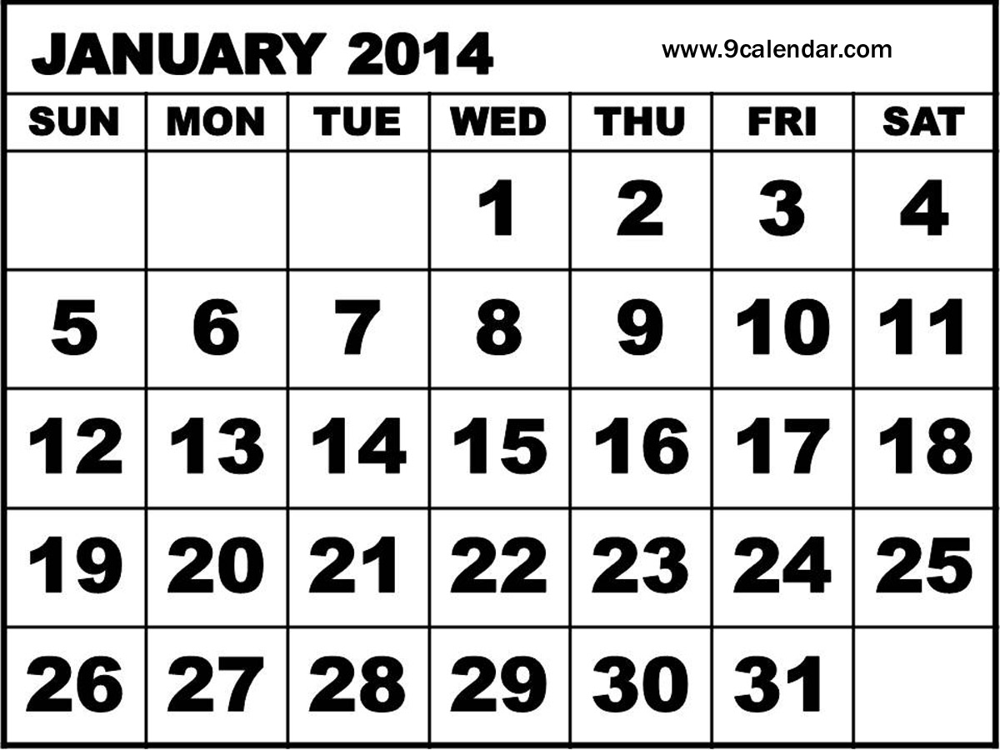 JANUARY 2014 www.9calendar.com
SUN MON TUE WED THU FRI SAT
1 2 3 4
5 6 7 8 9 10 11
12 13 14 15 16 17 18
19 20 21 22 23 24 25
26 27 28 29 30 31